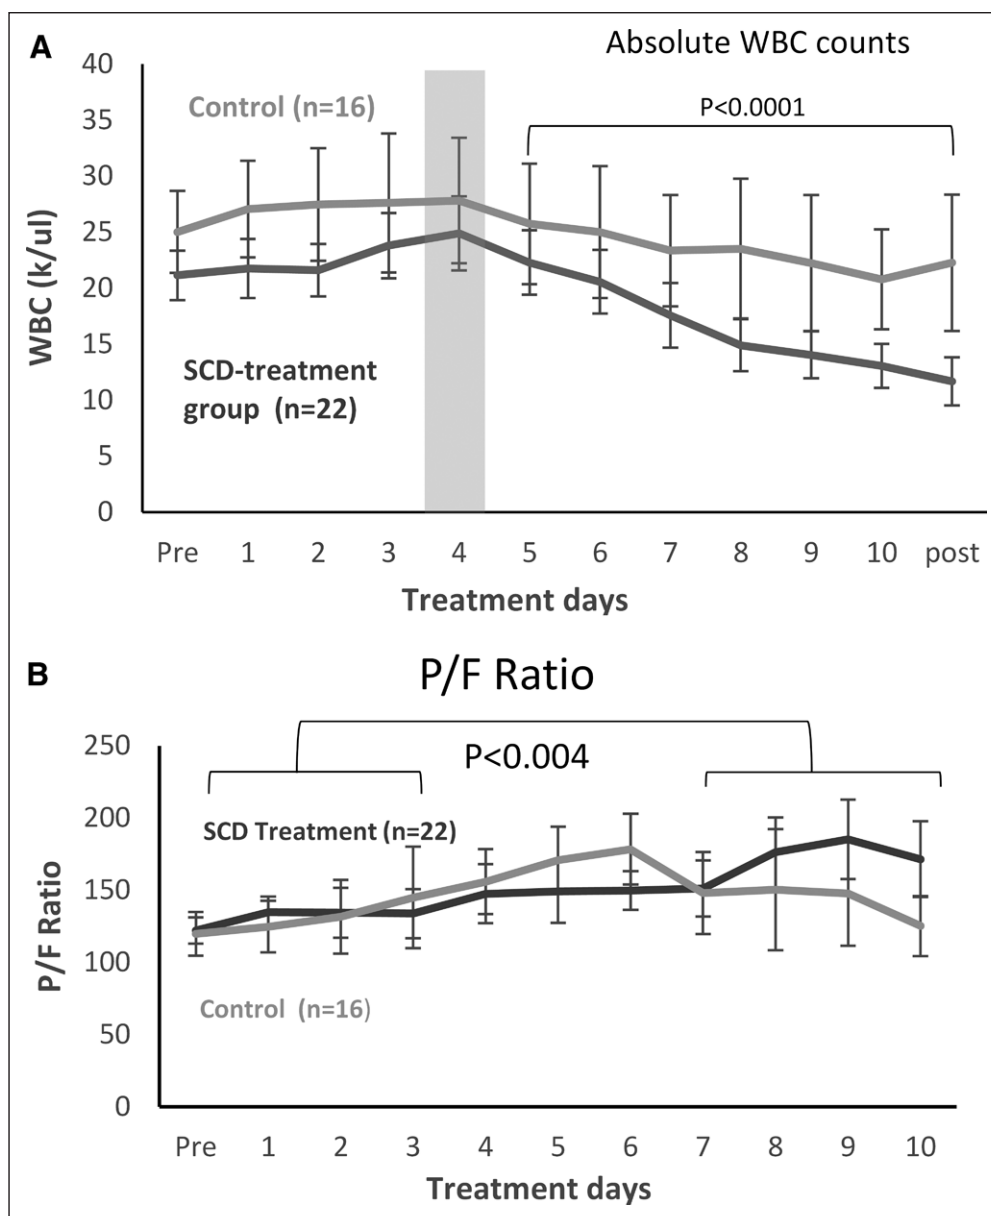 A
Absolute WBC counts
40
35
30
25
20
15
10
5
0
WBC (k/ul)
Control (n=16)
P<0.0001
SCD-treatment
group (n=22)
Pre 1 2 3 4 5 6 7 8 9 10 post
Treatment days
B
P/F Ratio
P<0.004
250
200
150
100
50
0
P/F Ratio
SCD Treatment (n=22)
Control (n=16)
Pre 1 2 3 4 5 6 7 8 9 10
Treatment days